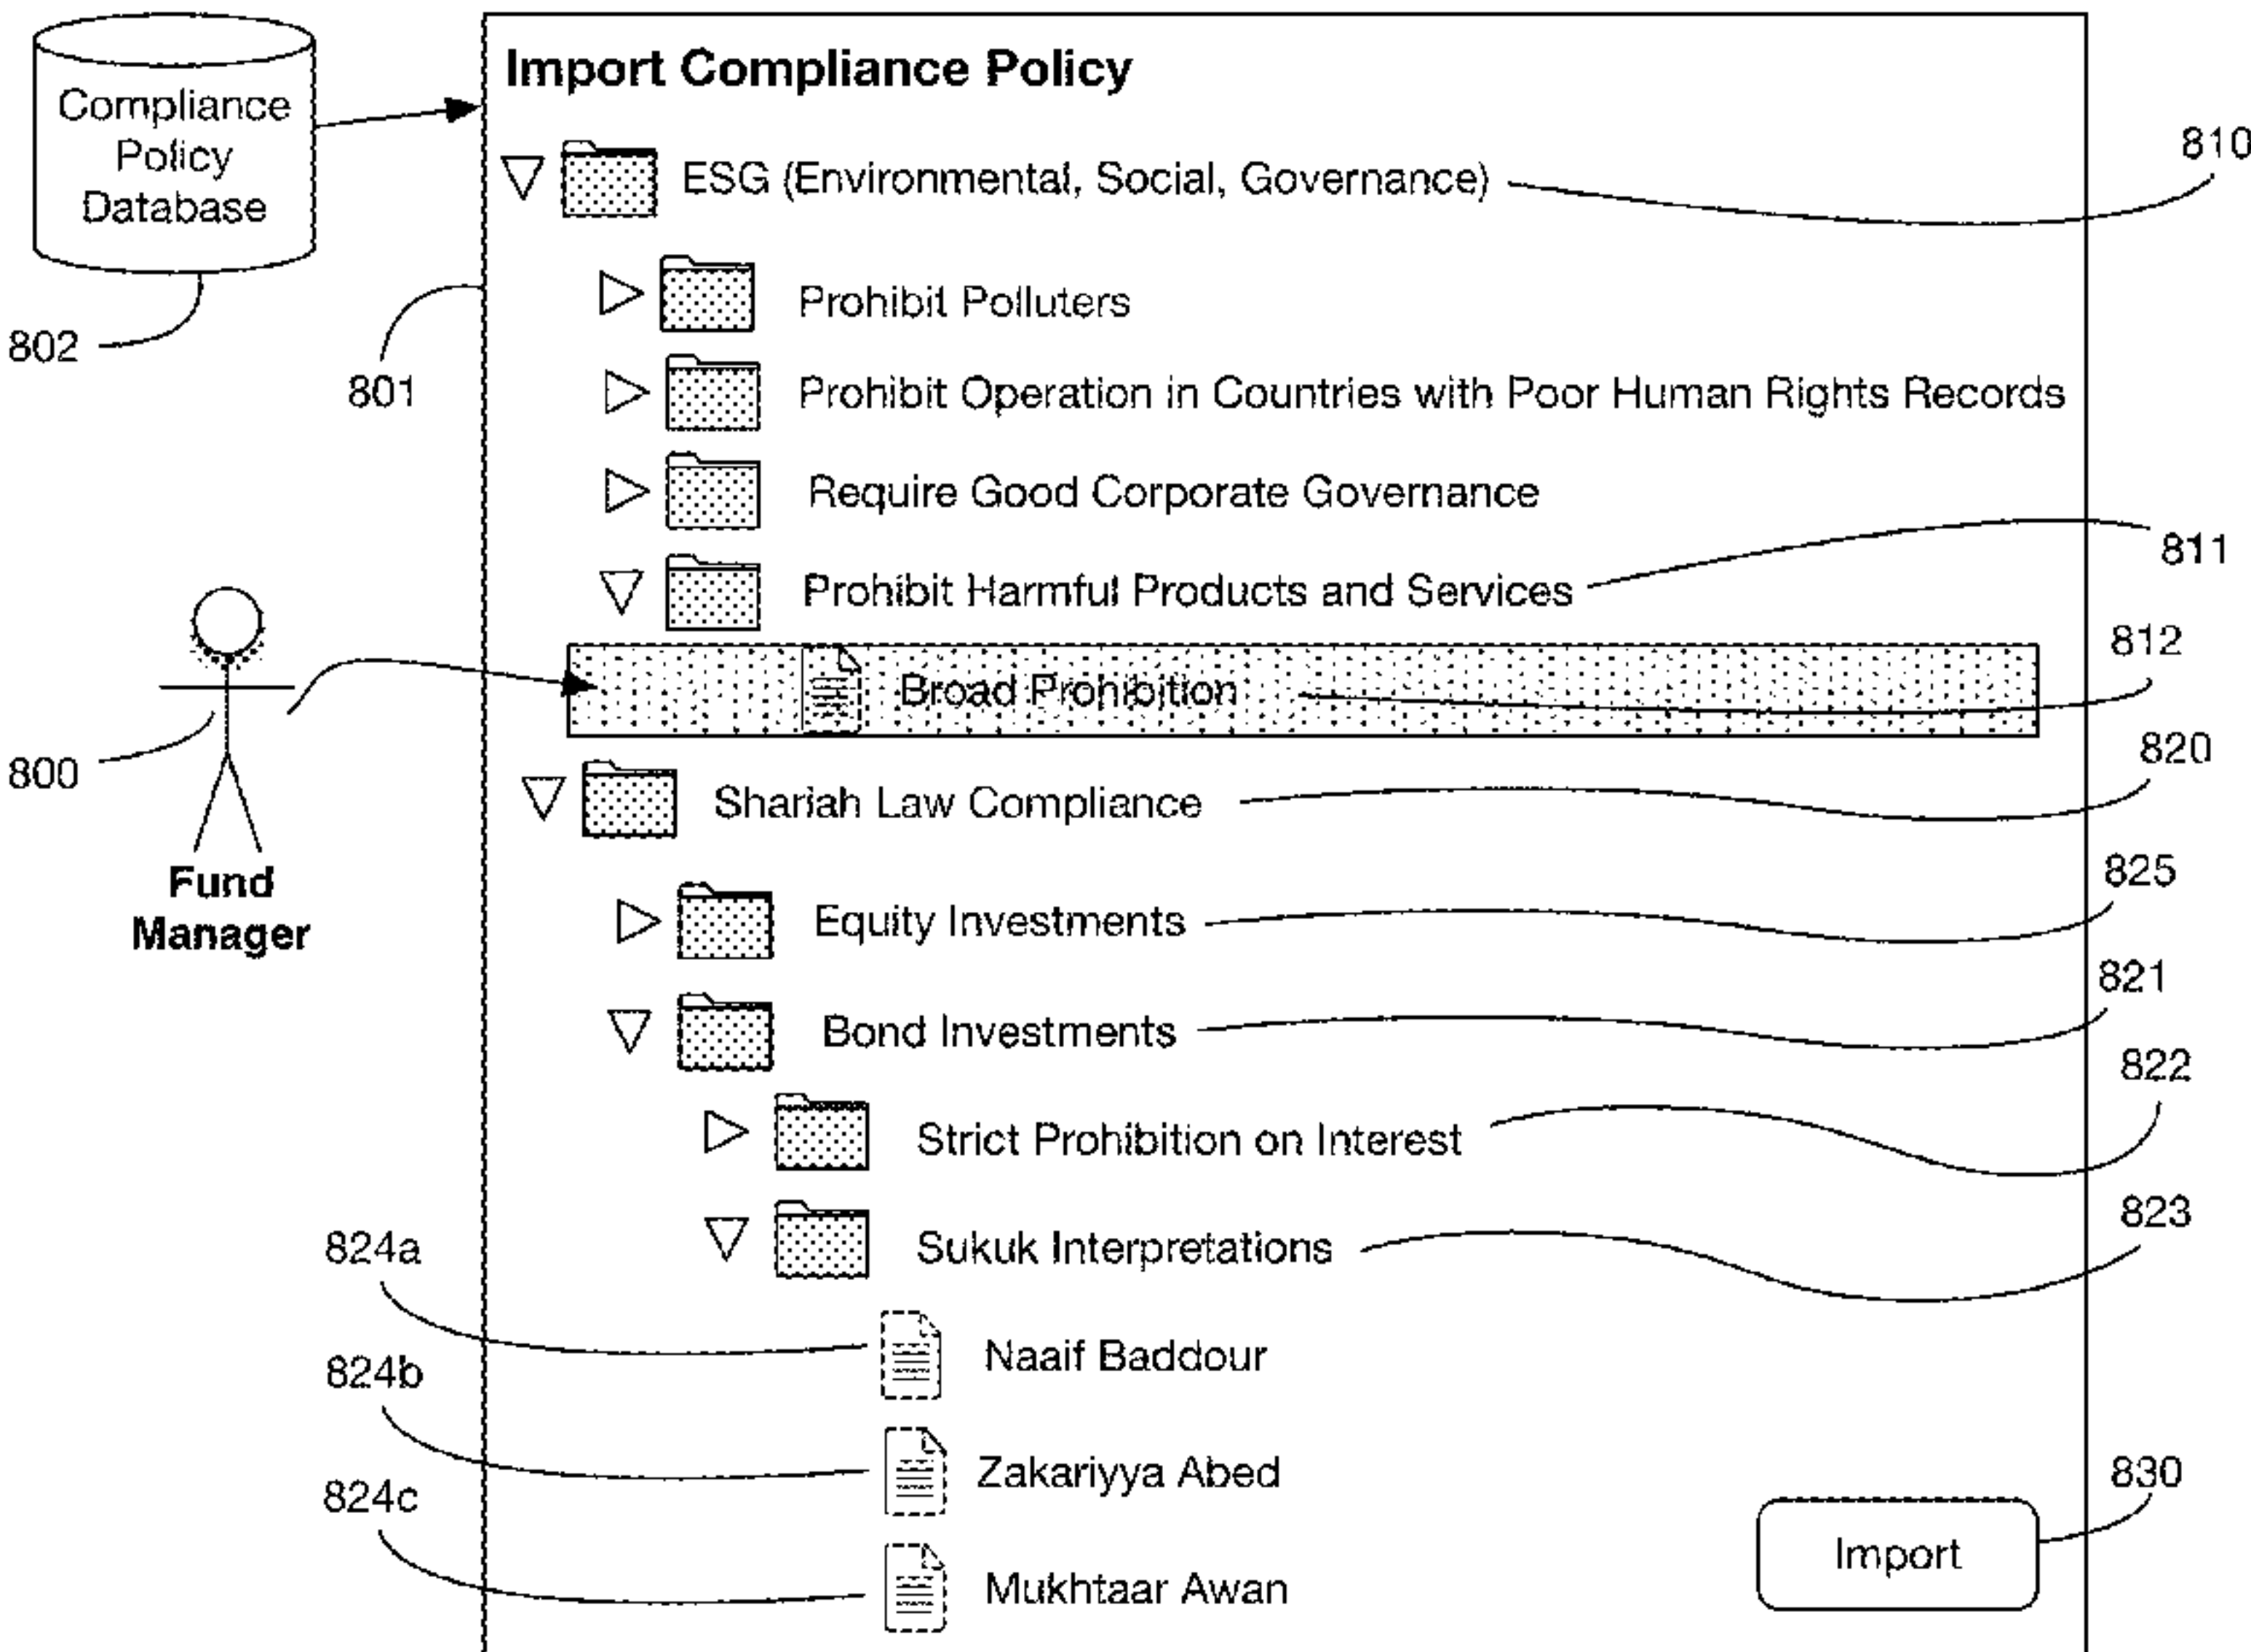 Compliance
Policy
Database
802
801
Import Compliance Policy
ESG (Environmental, Social, Governance)
810
Prohibit Polluters
Prohibit Operation in Countries with Poor Human Rights Records
Require Good Corporate Governance
Prohibit Harmful Products and Services
811
Broad Prohibition
812
800
Fund
Manager
Shariah Law Compliance
820
Equity Investments
825
Bond Investments
821
Strict Prohibition on Interest
822
Sukuk Interpretations
823
824a
Naaif Baddour
824b
Zakariyya Abed
824c
Mukhtaar Awan
Import
830